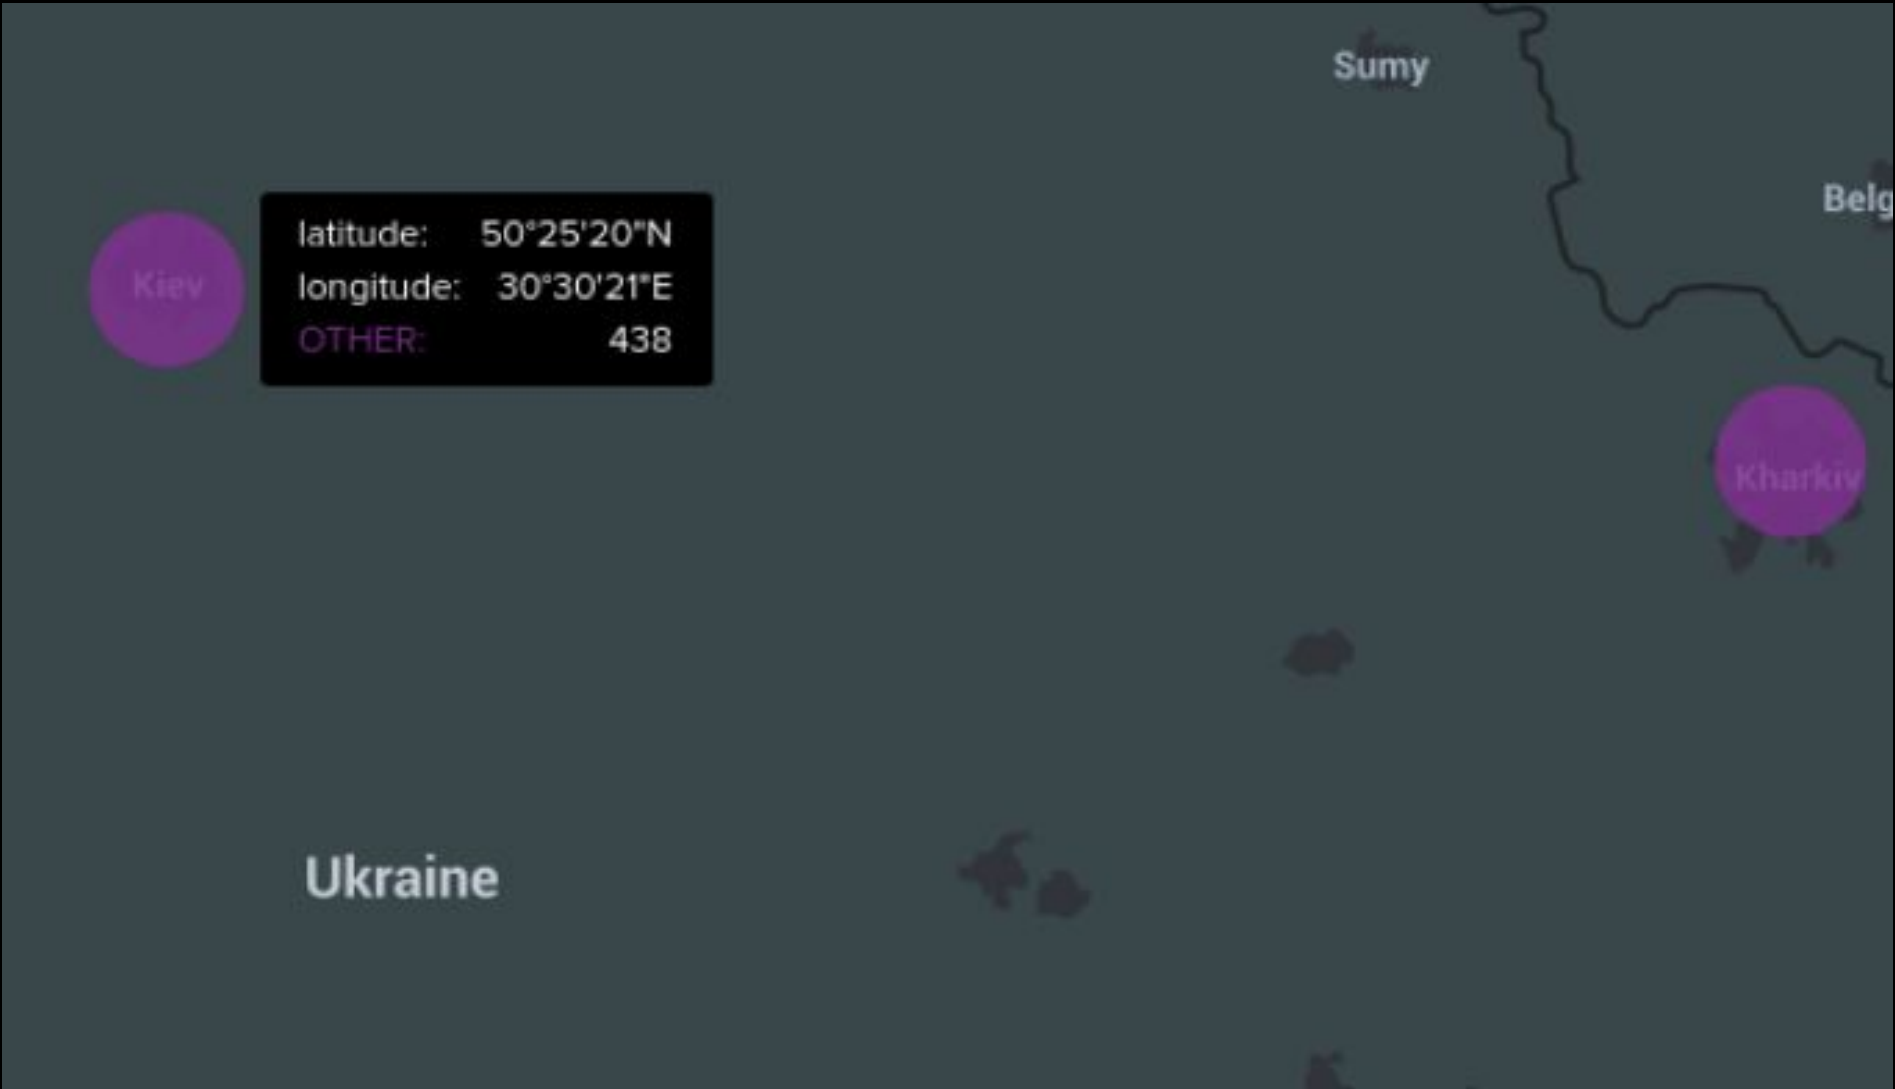 Sumy
Belg
latitude: 50°25'20"N
Kiev
longitude: 30°30'21"E
OTHER: 438
Kharkiv
Ukraine